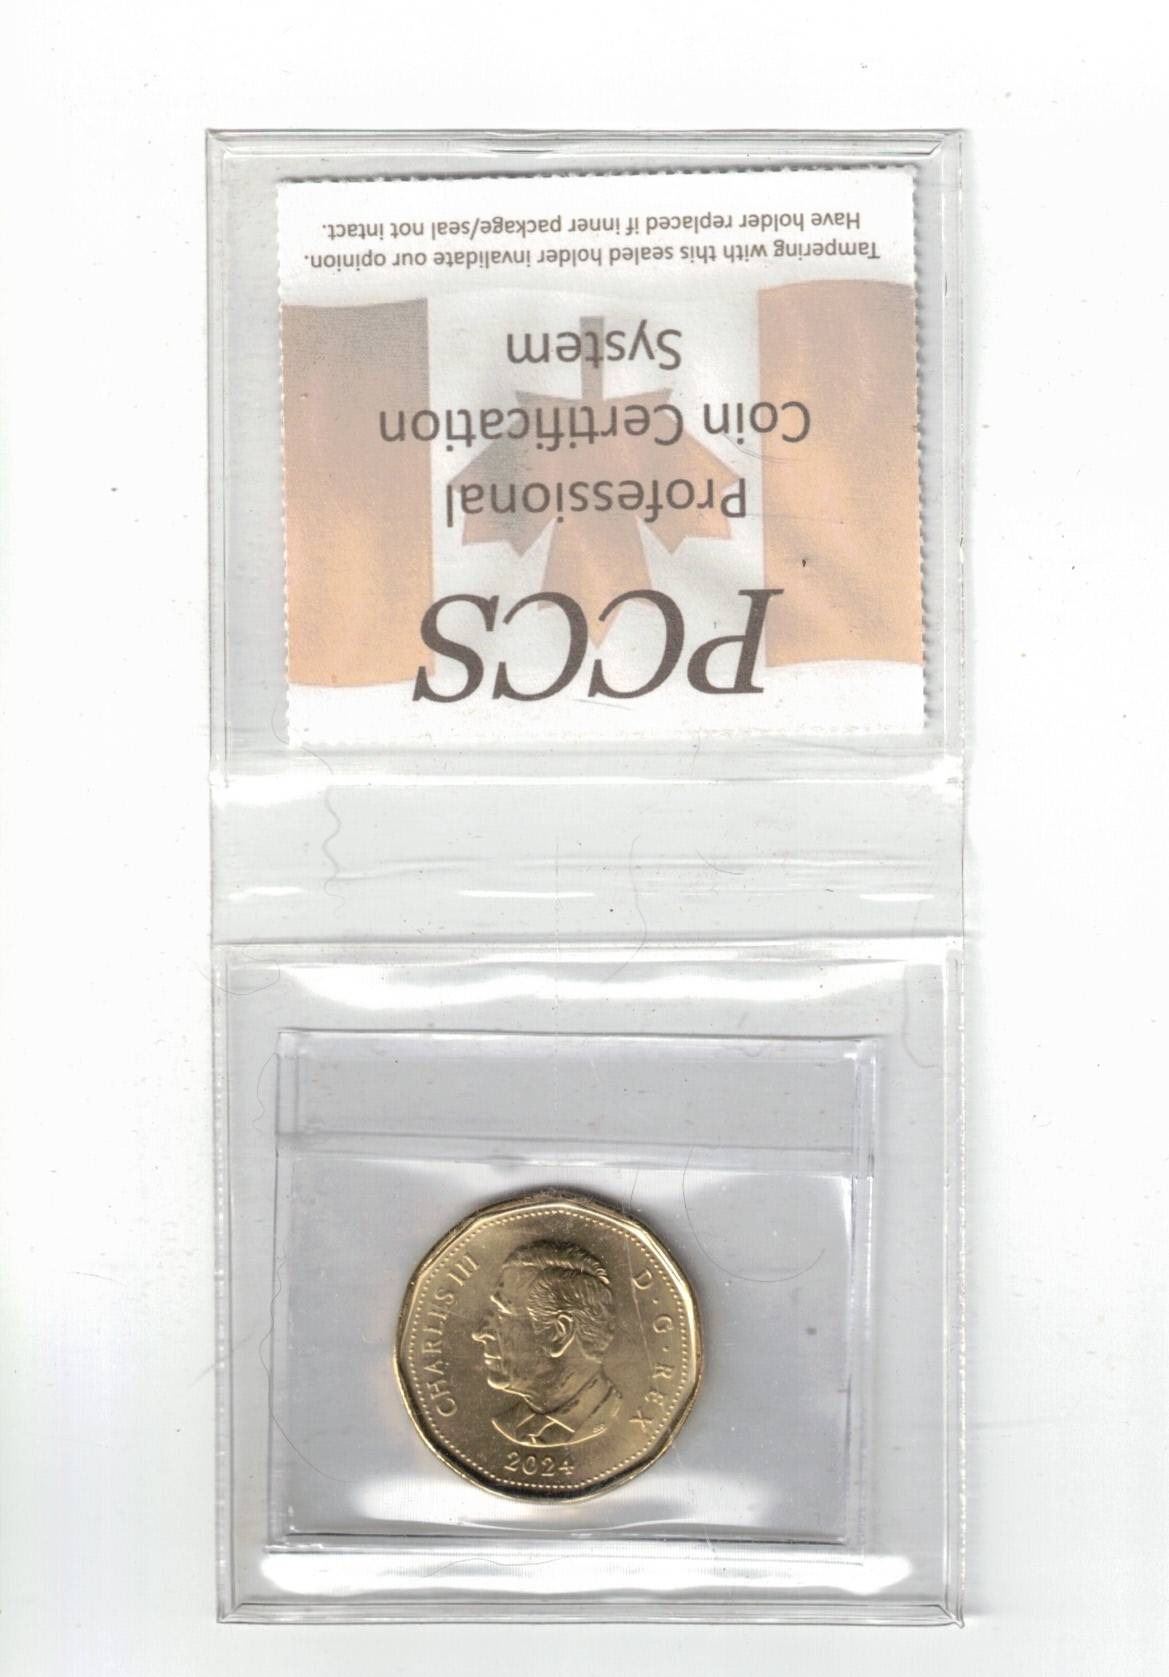 PCCS
Professional
Coin Certification
System
Tampering with this sealed holder invalidate our opinion.
Have holder replaced if inner package/seal not intact.
CHARLES III
D · G · REX
2024